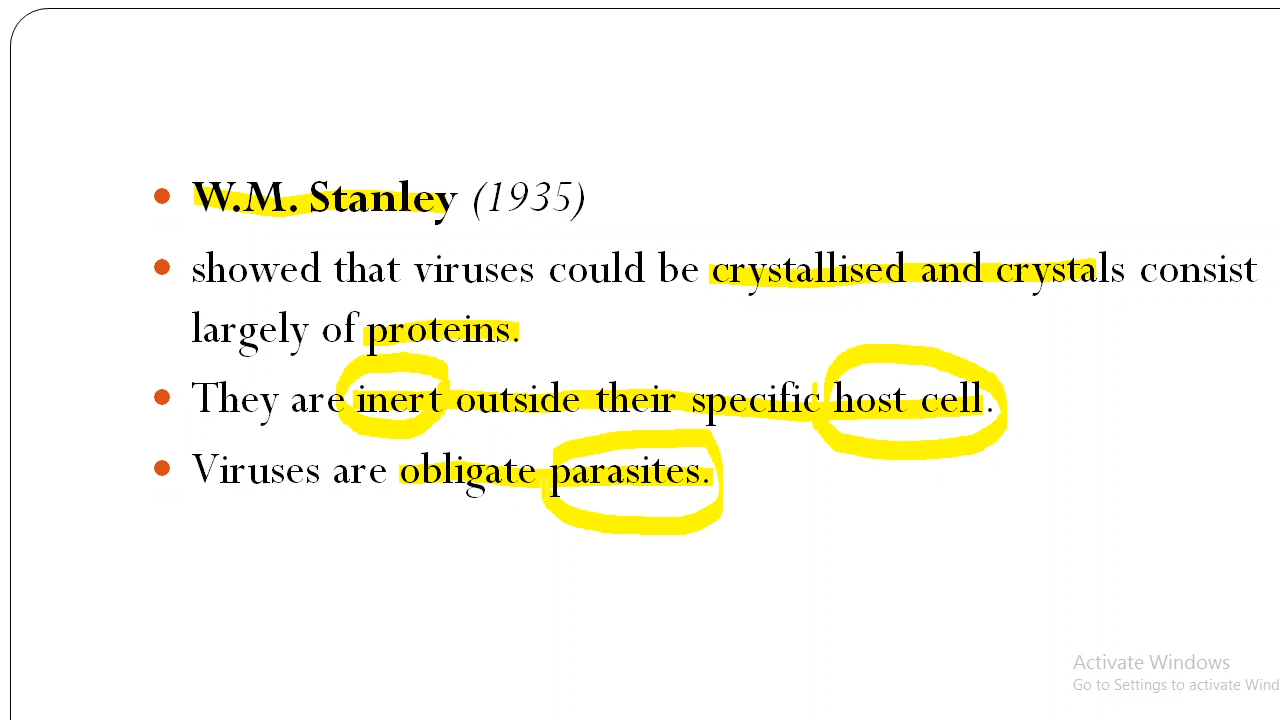 W.M. Stanley (1935)
showed that viruses could be crystallised and crystals consist
largely of proteins.
They are inert outside their specific host cell.
Viruses are obligate parasites.
Activate Windows
Go to Settings to activate Wind